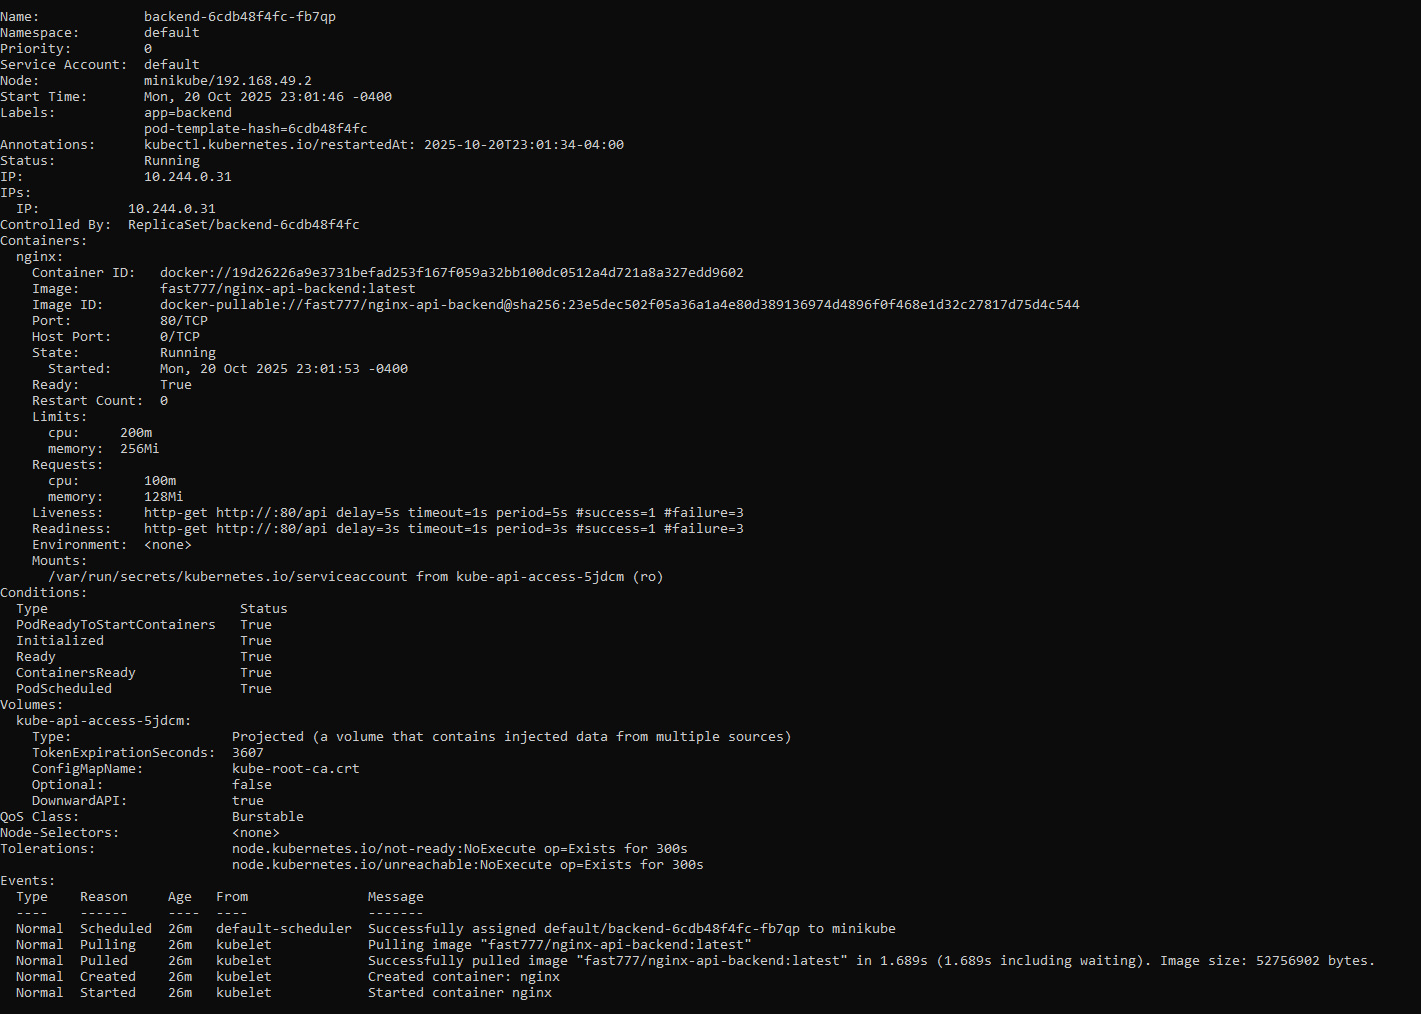 Name:             backend-6cdb48f4fc-fb7qp
Namespace:        default
Priority:         0
Service Account:  default
Node:             minikube/192.168.49.2
Start Time:       Mon, 20 Oct 2025 23:01:46 -0400
Labels:           app=backend
                  pod-template-hash=6cdb48f4fc
Annotations:      kubectl.kubernetes.io/restartedAt: 2025-10-20T23:01:34-04:00
Status:           Running
IP:               10.244.0.31
IPs:
  IP:           10.244.0.31
Controlled By:  ReplicaSet/backend-6cdb48f4fc
Containers:
  nginx:
    Container ID:   docker://19d26226a9e3731befad253f167f059a32bb100dc0512a4d721a8a327edd9602
    Image:          fast777/nginx-api-backend:latest
    Image ID:       docker-pullable://fast777/nginx-api-backend@sha256:23e5dec502f05a36a1a4e80d389136974d4896f0f468e1d32c27817d75d4c544
    Port:           80/TCP
    Host Port:      0/TCP
    State:          Running
      Started:      Mon, 20 Oct 2025 23:01:53 -0400
    Ready:          True
    Restart Count:  0
    Limits:
      cpu:     200m
      memory:  256Mi
    Requests:
      cpu:        100m
      memory:     128Mi
    Liveness:     http-get http://:80/api delay=5s timeout=1s period=5s #success=1 #failure=3
    Readiness:    http-get http://:80/api delay=3s timeout=1s period=3s #success=1 #failure=3
    Environment:  <none>
    Mounts:
      /var/run/secrets/kubernetes.io/serviceaccount from kube-api-access-5jdcm (ro)
Conditions:
  Type                        Status
  PodReadyToStartContainers   True
  Initialized                 True
  Ready                       True
  ContainersReady             True
  PodScheduled                True
Volumes:
  kube-api-access-5jdcm:
    Type:                    Projected (a volume that contains injected data from multiple sources)
    TokenExpirationSeconds:  3607
    ConfigMapName:           kube-root-ca.crt
    Optional:                false
    DownwardAPI:             true
QoS Class:                   Burstable
Node-Selectors:              <none>
Tolerations:                 node.kubernetes.io/not-ready:NoExecute op=Exists for 300s
                             node.kubernetes.io/unreachable:NoExecute op=Exists for 300s
Events:
  Type    Reason     Age   From               Message
  ----    ------     ----  ----               -------
  Normal  Scheduled  26m   default-scheduler  Successfully assigned default/backend-6cdb48f4fc-fb7qp to minikube
  Normal  Pulling    26m   kubelet            Pulling image "fast777/nginx-api-backend:latest"
  Normal  Pulled     26m   kubelet            Successfully pulled image "fast777/nginx-api-backend:latest" in 1.689s (1.689s including waiting). Image size: 52756902 bytes.
  Normal  Created    26m   kubelet            Created container: nginx
  Normal  Started    26m   kubelet            Started container nginx